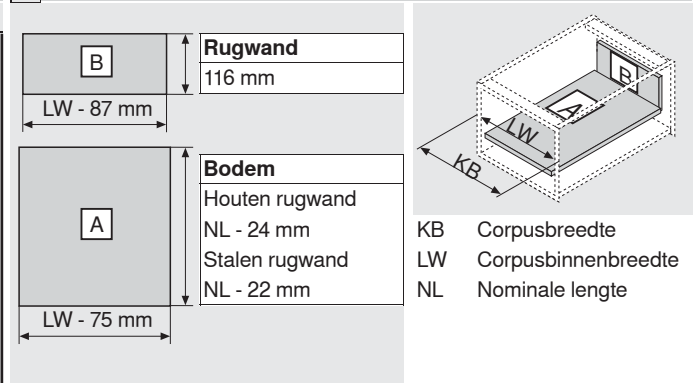 B
Rugwand
116 mm
LW - 87 mm
A
Bodem
Houten rugwand
NL - 24 mm
Stalen rugwand
NL - 22 mm
LW - 75 mm
B
A
LW
KB
KB Corpusbreedte
LW Corpusbinnenbreedte
NL Nominale lengte